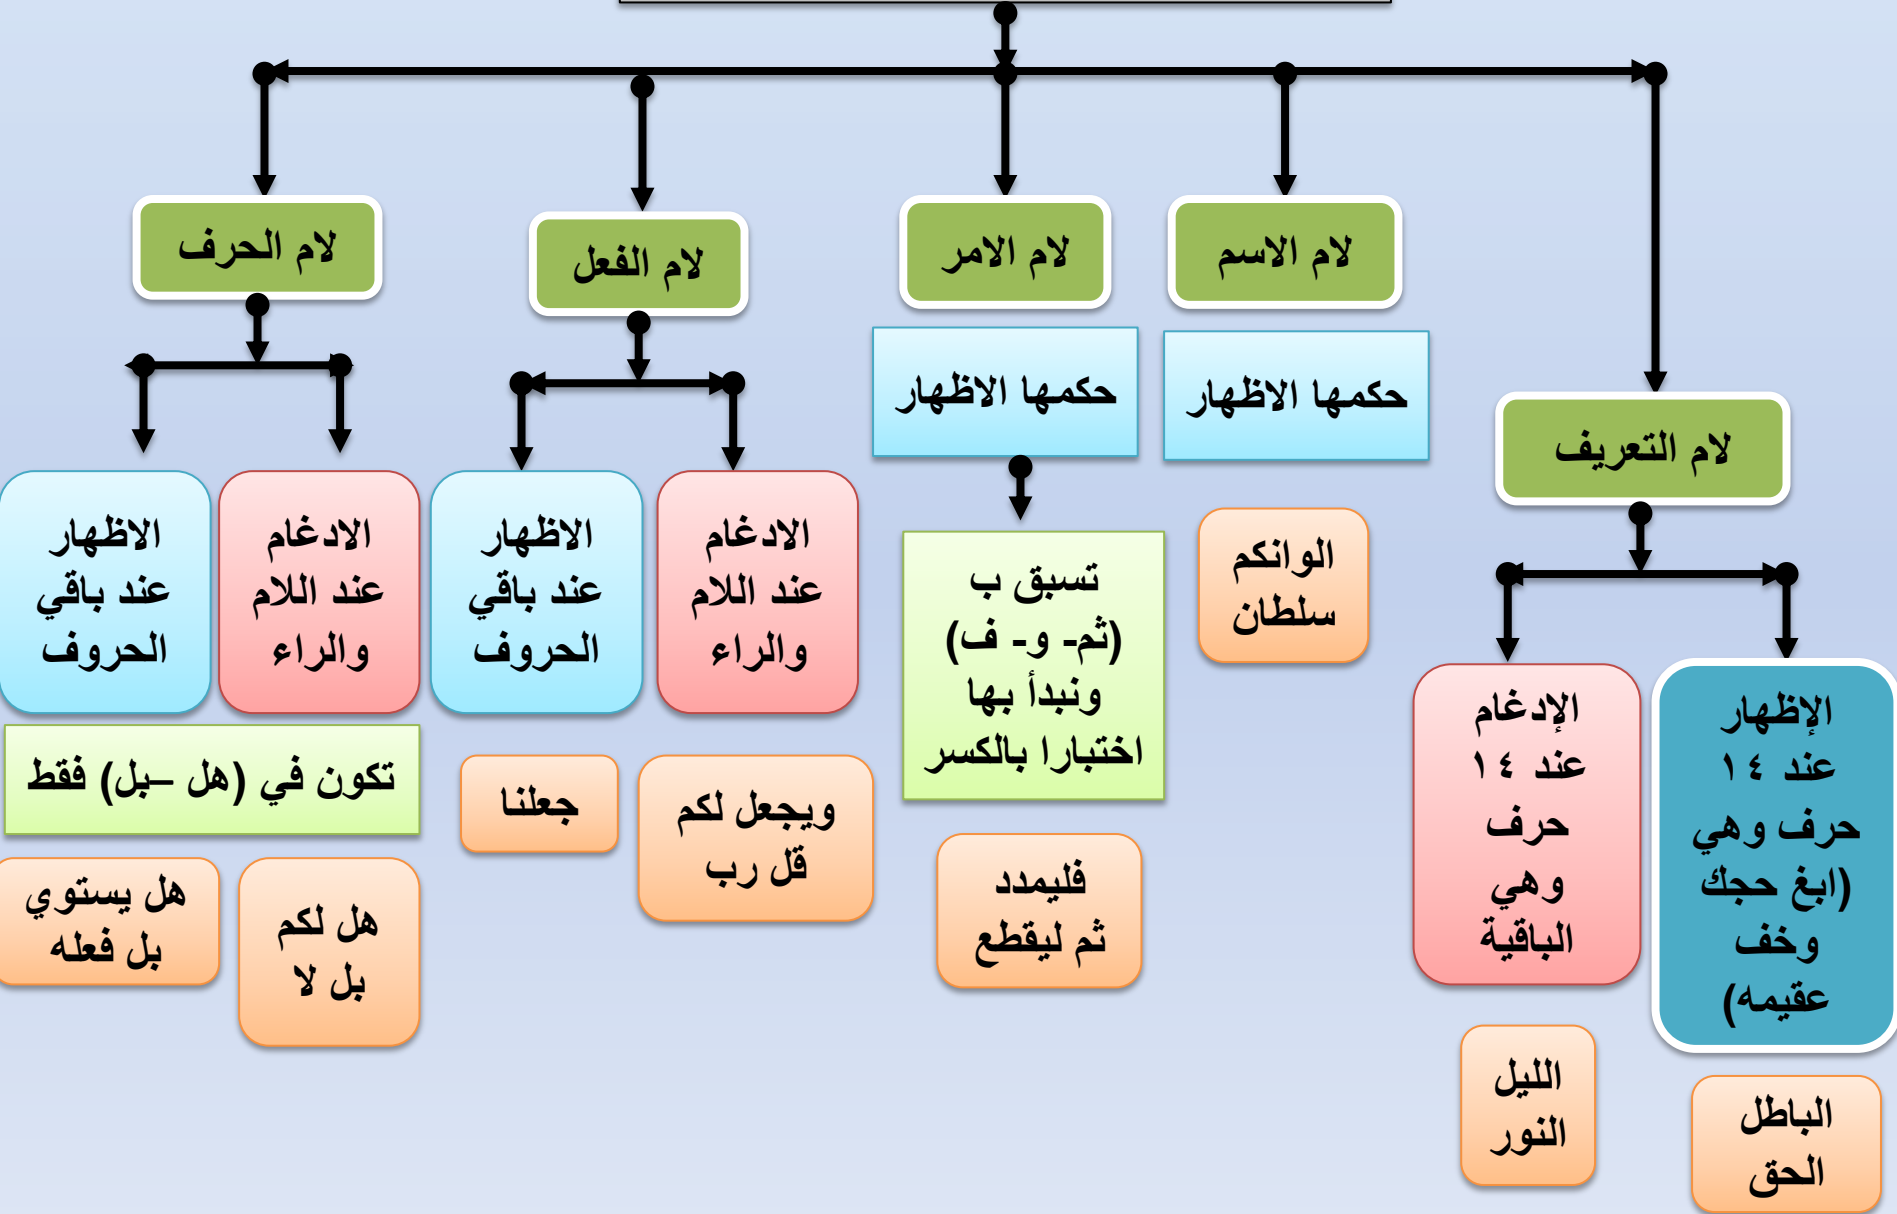 لام التعريف
لام الاسم
لام الامر
لام الفعل
لام الحرف
الإظهار
عند ١٤
حرف وهي
(ابغ حجك
وخف
عقيمه)
الباطل
الحق
الإدغام
عند ١٤
حرف
وهي
الباقية
الليل
النور
حكمها الاظهار
الوانكم
سلطان
حكمها الاظهار
تسبق ب
(ثم- و- ف)
ونبدأ بها
اختبارا بالكسر
فليمدد
ثم ليقطع
الادغام
عند اللام
والراء
ويجعل لكم
قل رب
الاظهار
عند باقي
الحروف
جعلنا
الادغام
عند اللام
والراء
الاظهار
عند باقي
الحروف
تكون في (هل –بل) فقط
هل لكم
بل لا
هل يستوي
بل فعله